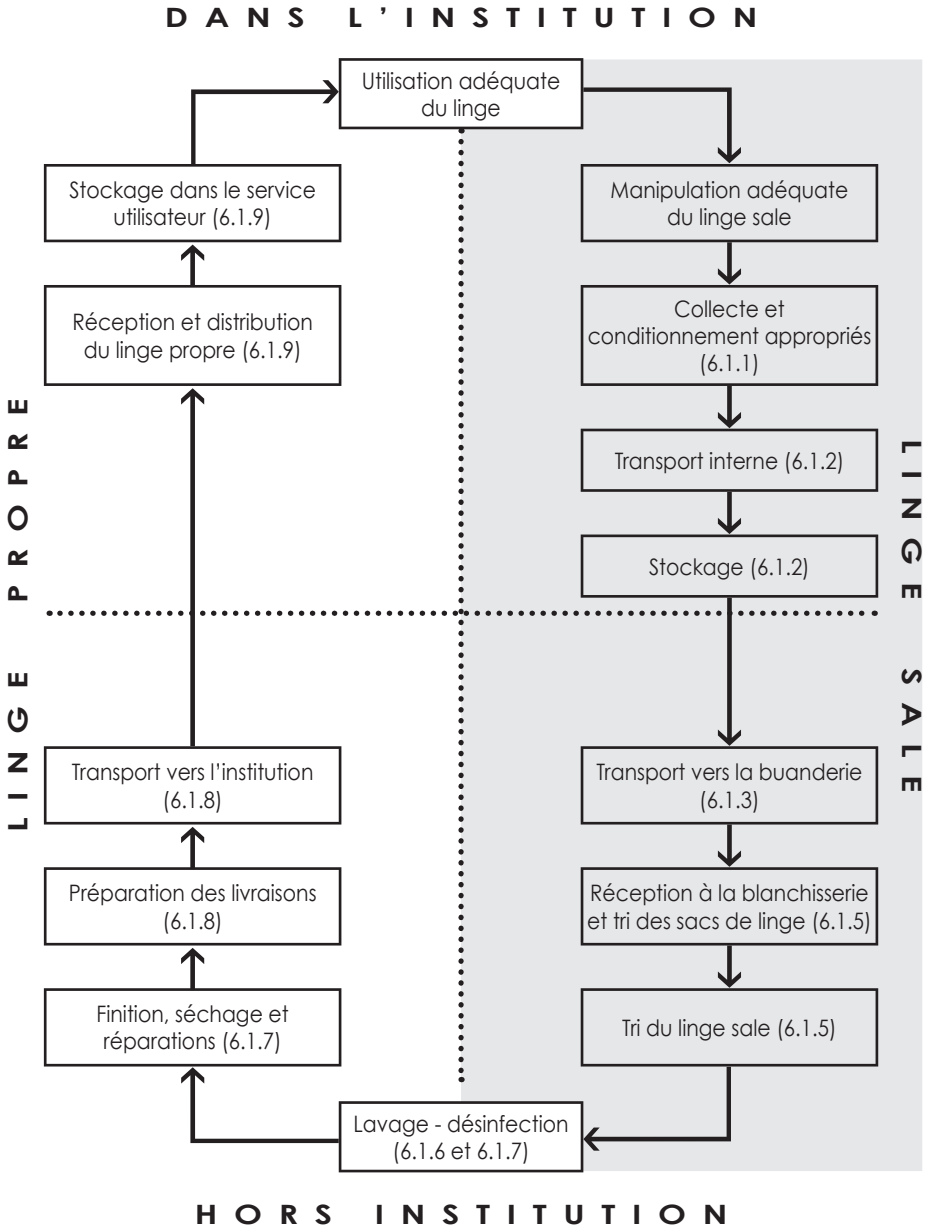 DANS L'INSTITUTION
Utilisation adéquate
du linge
Manipulation adéquate
du linge sale
Collecte et
conditionnement appropriés
(6.1.1)
Transport interne (6.1.2)
Stockage (6.1.2)
Transport vers la buanderie
(6.1.3)
Réception à la blanchisserie
et tri des sacs de linge (6.1.5)
Tri du linge sale (6.1.5)
Lavage - désinfection
(6.1.6 et 6.1.7)
Finition, séchage et
réparations (6.1.7)
Préparation des livraisons
(6.1.8)
Transport vers l'institution
(6.1.8)
Réception et distribution
du linge propre (6.1.9)
Stockage dans le service
utilisateur (6.1.9)
LINGE PROPRE
LINGE SALE
HORS INSTITUTION